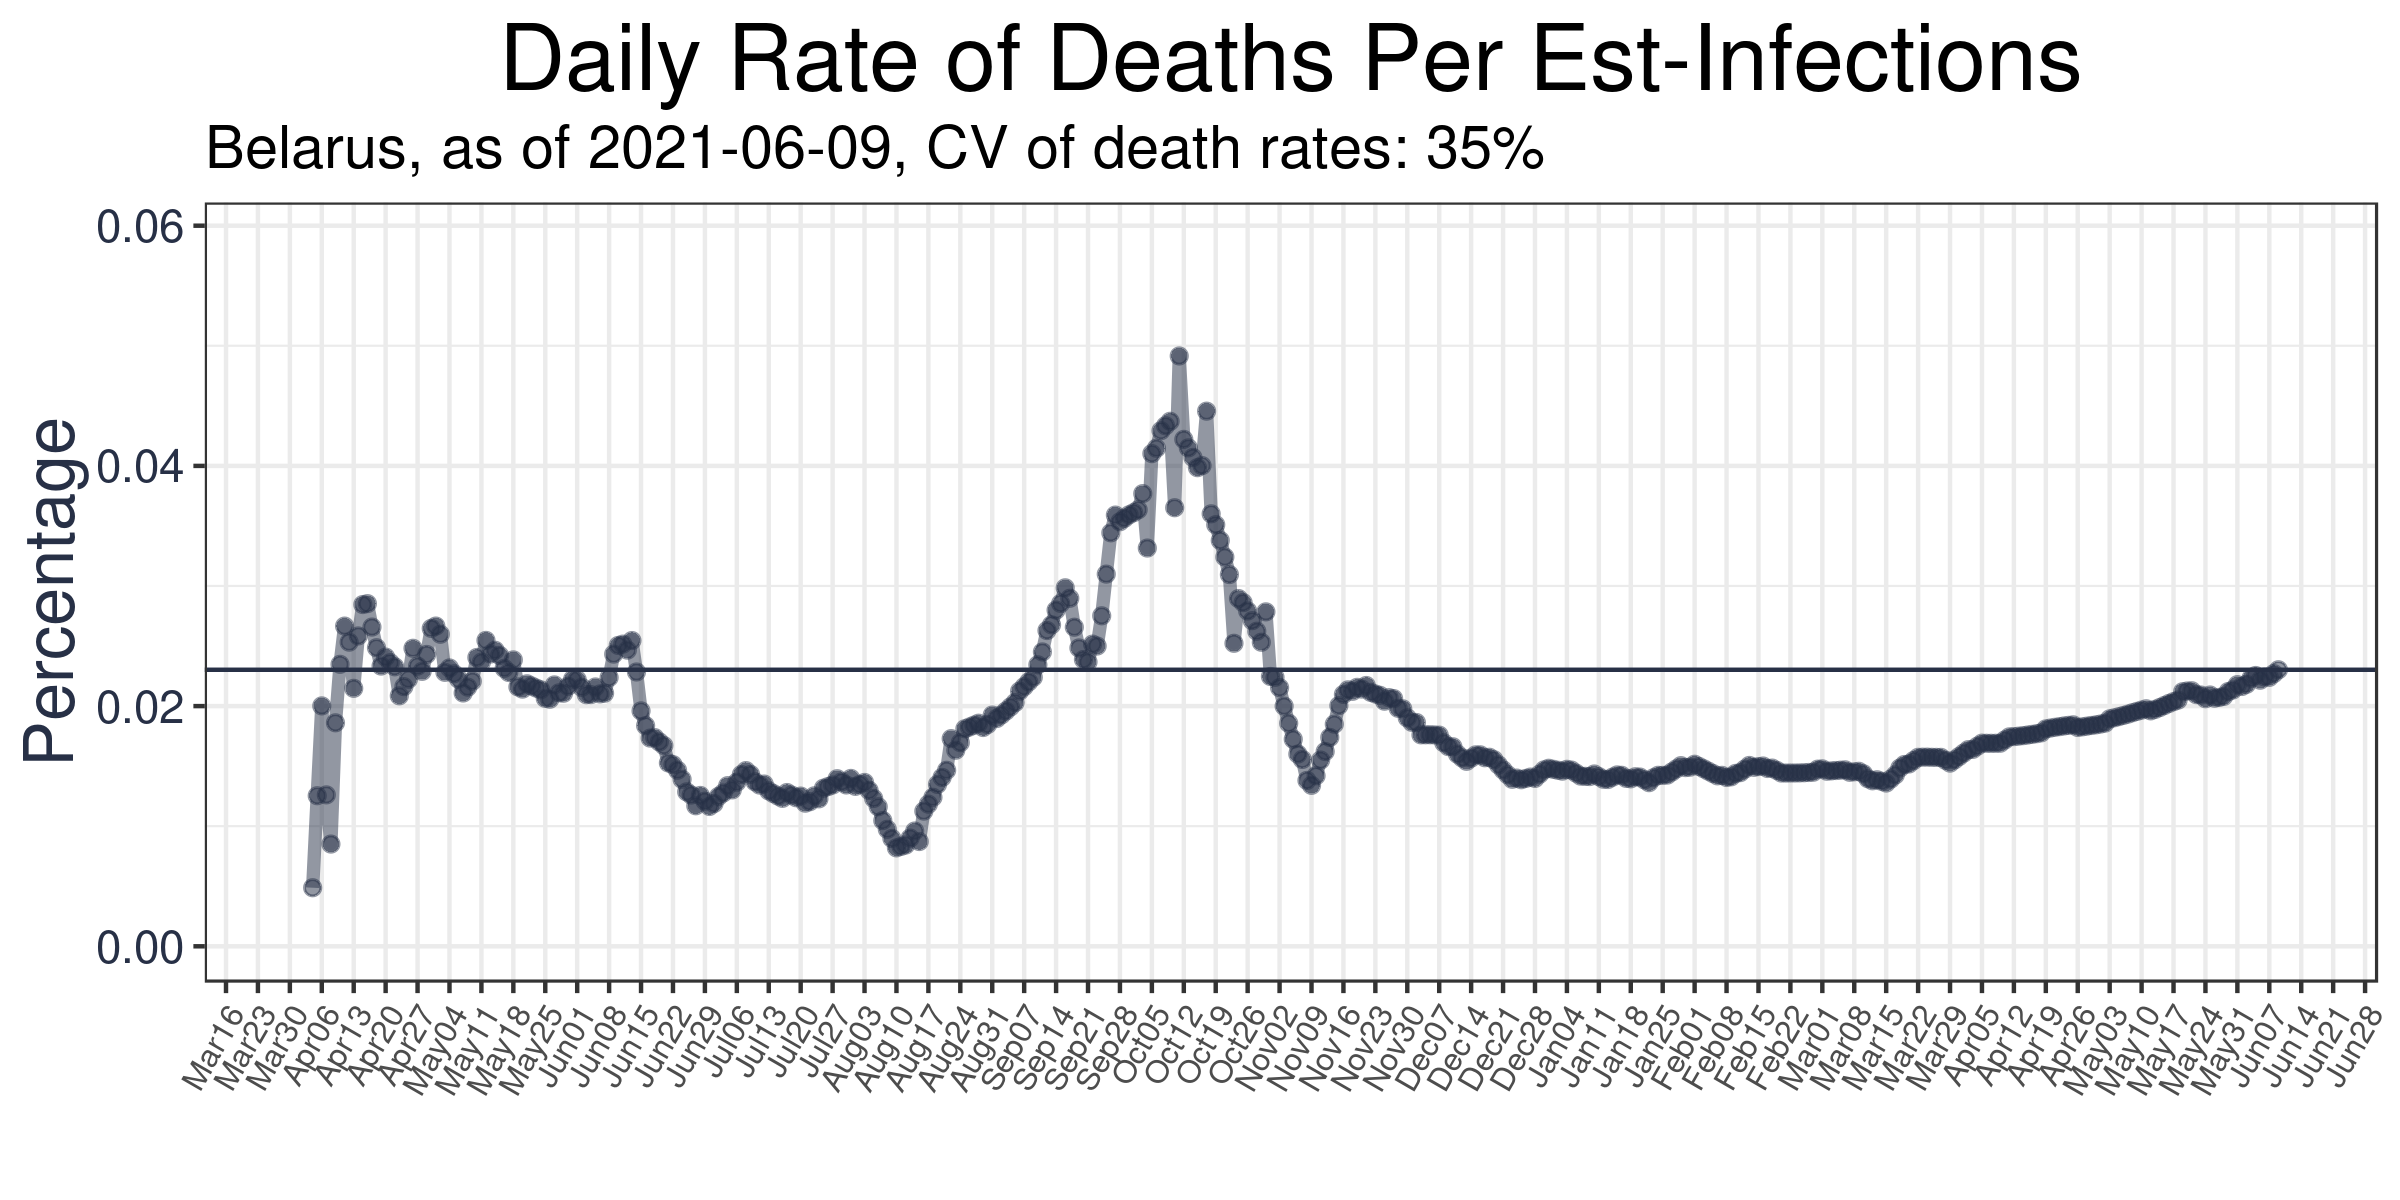 Daily Rate of Deaths Per Est-Infections
Belarus, as of 2021-06-09, CV of death rates: 35%
Percentage
0.06
0.04
0.02
0.00
Mar16 Mar23 Mar30 Apr06 Apr13 Apr20 Apr27 May04 May11 May18 May25 Jun01 Jun08 Jun15 Jun22 Jun29 Jul06 Jul13 Jul20 Jul27 Aug03 Aug10 Aug17 Aug24 Aug31 Sep07 Sep14 Sep21 Sep28 Oct05 Oct12 Oct19 Oct26 Nov02 Nov09 Nov16 Nov23 Nov30 Dec07 Dec14 Dec21 Dec28 Jan04 Jan11 Jan18 Jan25 Feb01 Feb08 Feb15 Feb22 Mar01 Mar08 Mar15 Mar22 Mar29 Apr05 Apr12 Apr19 Apr26 May03 May10 May17 May24 May31 Jun07 Jun14 Jun21 Jun28